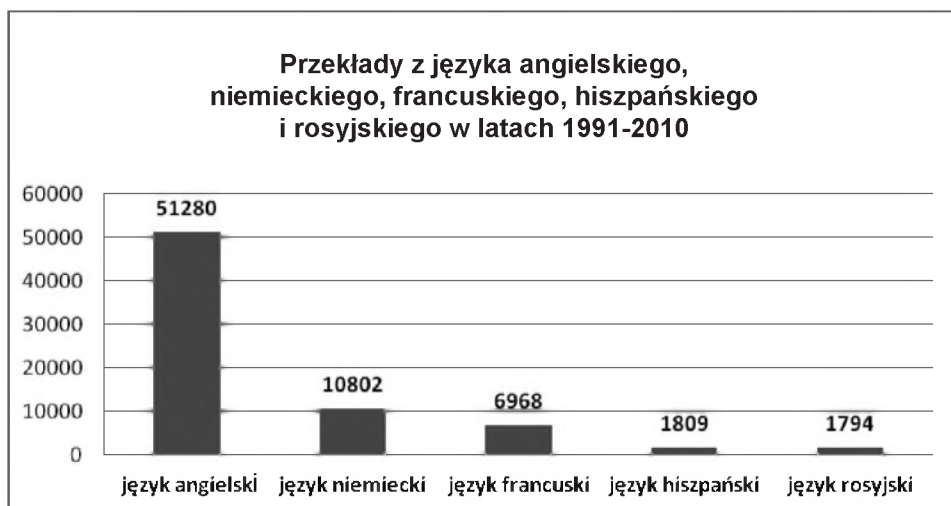 Przekłady z języka angielskiego,
niemieckiego, francuskiego, hiszpańskiego
i rosyjskiego w latach 1991-2010
60000
50000
40000
30000
20000
10000
0
51280
10802
6968
1809
1794
język angielski
język niemiecki
język francuski
język hiszpański
język rosyjski